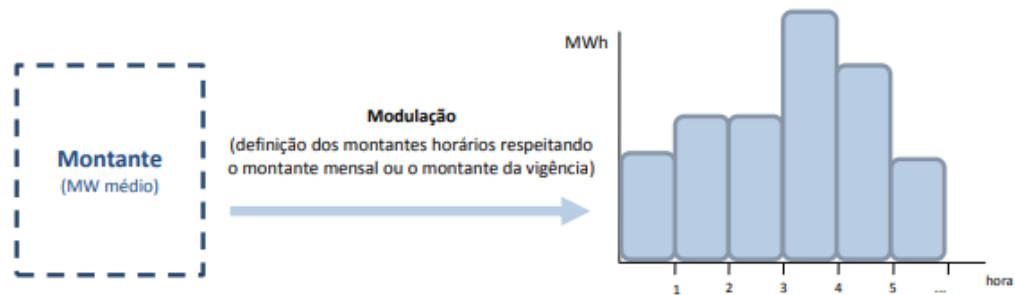 Montante
(MW médio)
Modulação
(definição dos montantes horários respeitando
o montante mensal ou o montante da vigência)
MWh
1 2 3 4 5 ...
hora